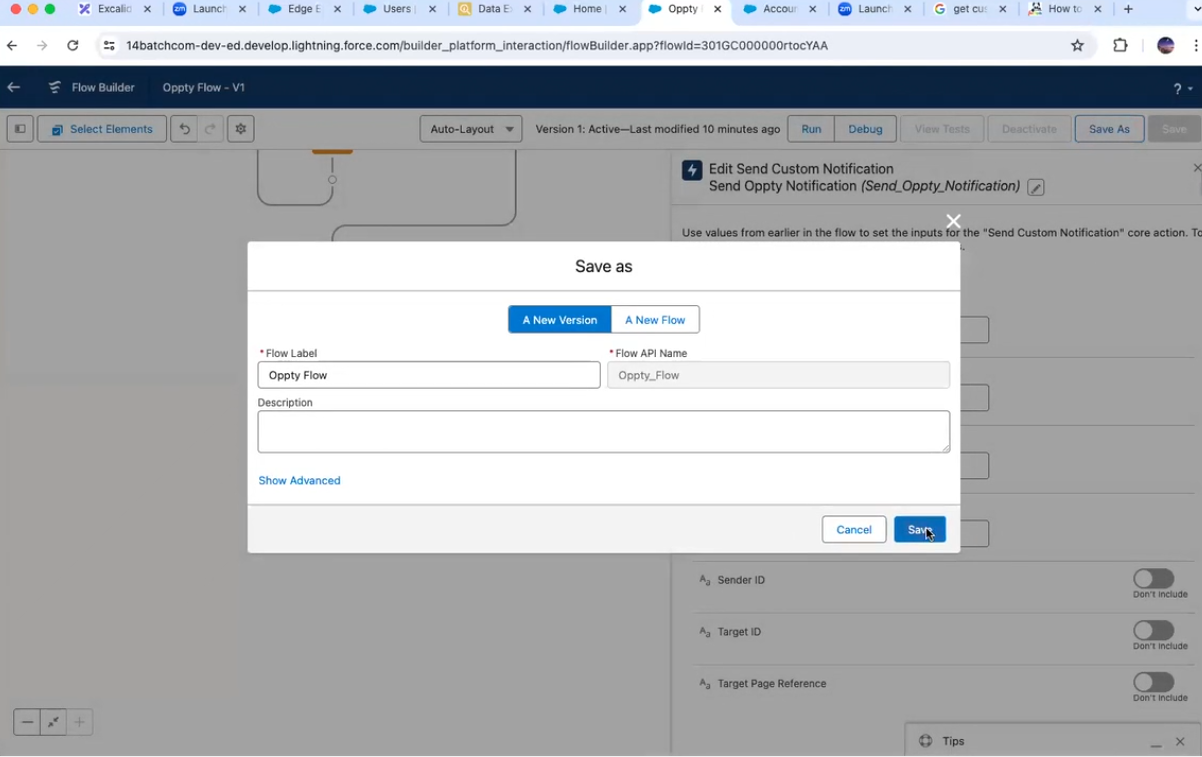 Excalid
Launch
Edge E
Users
Data E
Home
Oppty
Accour
Launch
get cu
How to
14batchcom-dev-ed.develop.lightning.force.com/builder_platform_interaction/flowBuilder.app?flowId=301GC000000rtocYAA
Flow Builder Oppty Flow - V1 ?
Select Elements Auto-Layout Version 1: Active—Last modified 10 minutes ago Run Debug View Tests Deactivate Save As Save
Edit Send Custom Notification
Send Oppty Notification (Send_Oppty_Notification)
Use values from earlier in the flow to set the inputs for the "Send Custom Notification" core action. To
Save as
A New Version A New Flow
* Flow Label * Flow API Name
Oppty Flow Oppty_Flow
Description
Show Advanced
Cancel Save
Aa Sender ID
Don't Include
Aa Target ID
Don't Include
Aa Target Page Reference
Don't Include
Tips